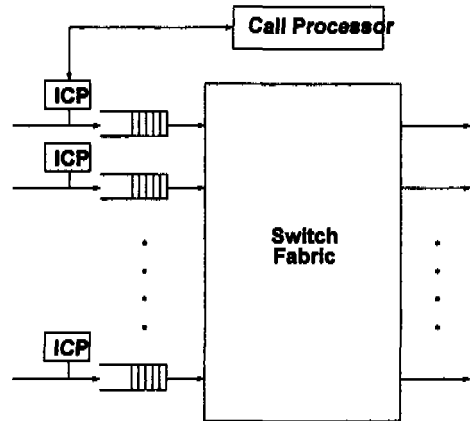 Call Processor
ICP
ICP
Switch
Fabric
ICP